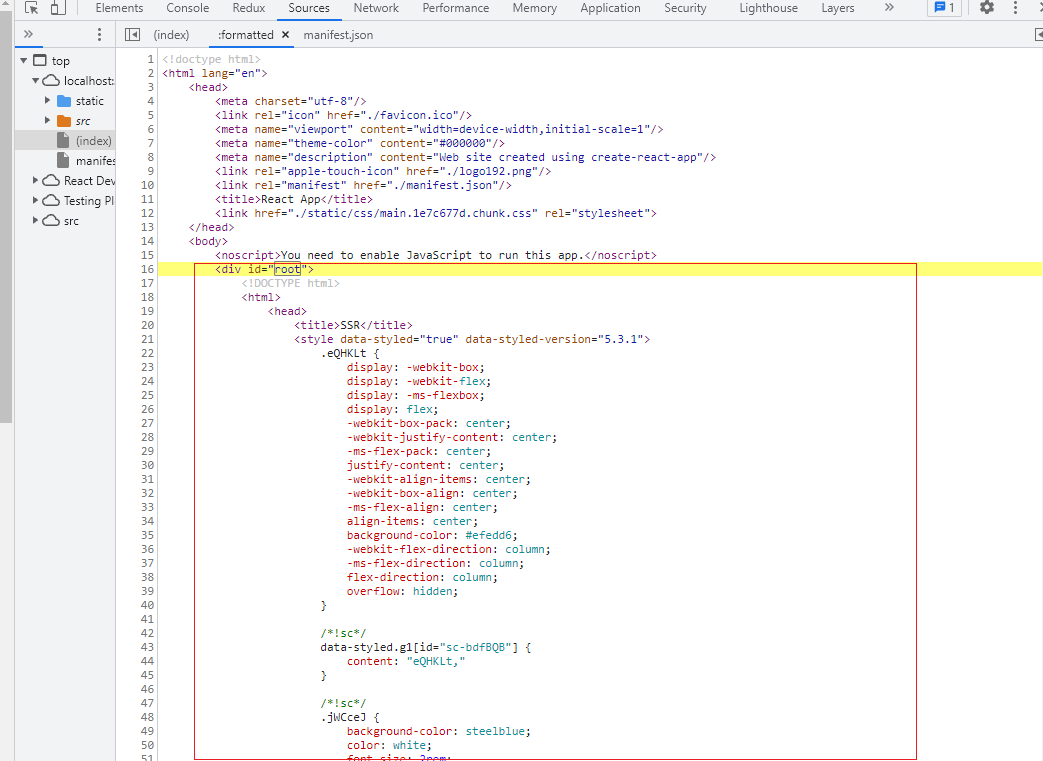 Elements Console Redux Sources Network Performance Memory Application Security Lighthouse Layers » 1
» (index) :formatted × manifest.json
top
localhost:
static
src
(index)
manifes
React Dev
Testing Pl
src
1 <!doctype html>
2 <html lang="en">
3 <head>
4 <meta charset="utf-8"/>
5 <link rel="icon" href="./favicon.ico"/>
6 <meta name="viewport" content="width=device-width,initial-scale=1"/>
7 <meta name="theme-color" content="#000000"/>
8 <meta name="description" content="Web site created using create-react-app"/>
9 <link rel="apple-touch-icon" href="./logo192.png"/>
10 <link rel="manifest" href="./manifest.json"/>
11 <title>React App</title>
12 <link href="./static/css/main.1e7c677d.chunk.css" rel="stylesheet">
13 </head>
14 <body>
15 <noscript>You need to enable JavaScript to run this app.</noscript>
16 <div id="root">
17 <!DOCTYPE html>
18 <html>
19 <head>
20 <title>SSR</title>
21 <style data-styled="true" data-styled-version="5.3.1">
22 .eQHKLt {
23 display: -webkit-box;
24 display: -webkit-flex;
25 display: -ms-flexbox;
26 display: flex;
27 -webkit-box-pack: center;
28 -webkit-justify-content: center;
29 -ms-flex-pack: center;
30 justify-content: center;
31 -webkit-align-items: center;
32 -webkit-box-align: center;
33 -ms-flex-align: center;
34 align-items: center;
35 background-color: #efedd6;
36 -webkit-flex-direction: column;
37 -ms-flex-direction: column;
38 flex-direction: column;
39 overflow: hidden;
40 }
41
42 /*!sc*/
43 data-styled.g1[id="sc-bdfBQB"] {
44 content: "eQHKLt,"
45 }
46
47 /*!sc*/
48 .jWCceJ {
49 background-color: steelblue;
50 color: white;
51 font-size: 2rem;